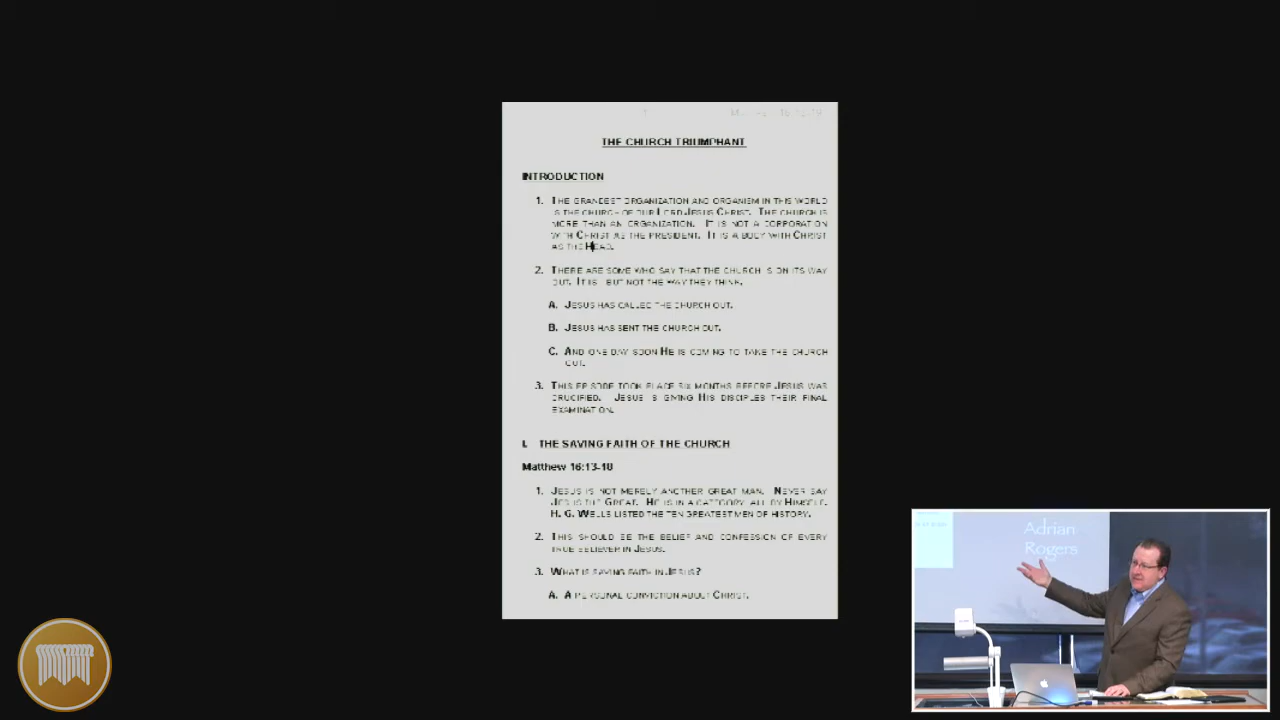 THE CHURCH TRIUMPHANT
INTRODUCTION
1. THE GRANDEST ORGANIZATION AND ORGANISM IN THIS WORLD
IS THE CHURCH OF OUR LORD JESUS CHRIST. THE CHURCH IS
MORE THAN AN ORGANIZATION. IT IS NOT A CORPORATION
WITH CHRIST AS THE PRESIDENT. IT IS A BODY WITH CHRIST
AS THE HEAD.
2. THERE ARE SOME WHO SAY THAT THE CHURCH IS ON ITS WAY
OUT. IT IS BUT NOT THE WAY THEY THINK.
A. JESUS HAS CALLED THE CHURCH OUT.
B. JESUS HAS SENT THE CHURCH OUT.
C. AND ONE DAY SOON HE IS COMING TO TAKE THE CHURCH
OUT.
3. THIS EPISODE TOOK PLACE SIX MONTHS BEFORE JESUS WAS
CRUCIFIED. JESUS IS GIVING HIS DISCIPLES THEIR FINAL
EXAMINATION.
I. THE SAVING FAITH OF THE CHURCH
Matthew 16:13-18
1. JESUS IS NOT MERELY ANOTHER GREAT MAN. NEVER SAY
JESUS THE GREAT. HE IS IN A CATEGORY ALL BY HIMSELF.
H. G. WELLS LISTED THE TEN GREATEST MEN OF HISTORY.
2. THIS SHOULD BE THE BELIEF AND CONFESSION OF EVERY
TRUE BELIEVER IN JESUS.
3. WHAT IS SAVING FAITH IN JESUS?
A. A PERSONAL CONVICTION ABOUT CHRIST.
Adrian
Rogers